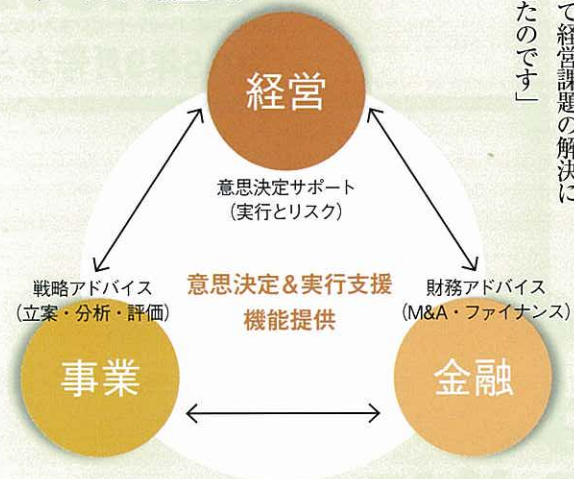 て経営課題の解決に
たのです」
経営
意思決定サポート
（実行とリスク）
戦略アドバイス
（立案・分析・評価）
意思決定＆実行支援
機能提供
財務アドバイス
（M&A・ファイナンス）
事業
金融